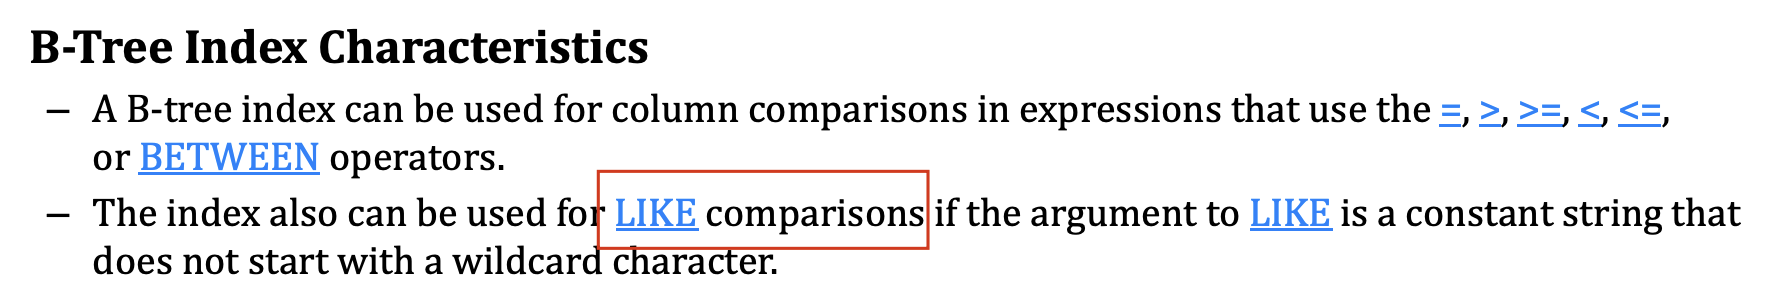 B-Tree Index Characteristics
– A B-tree index can be used for column comparisons in expressions that use the =, >, >=, <, <=,
or BETWEEN operators.
– The index also can be used for LIKE comparisons if the argument to LIKE is a constant string that
does not start with a wildcard character.